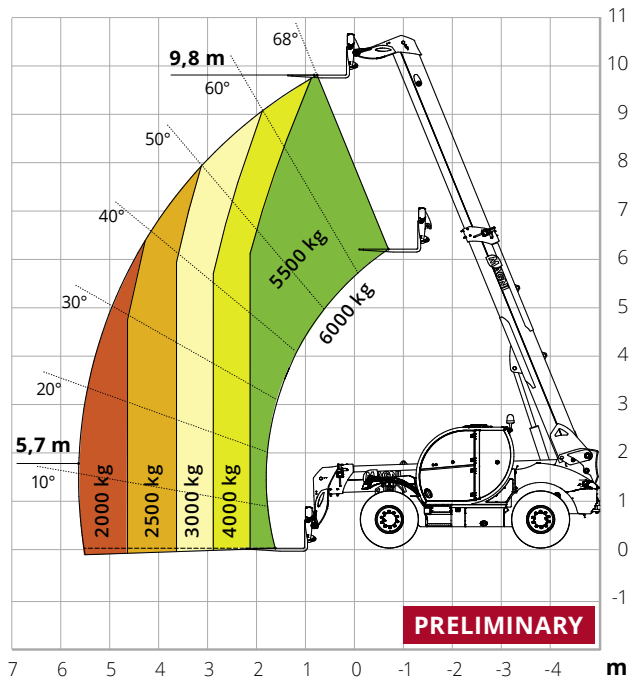 11
10
9
8
7
6
5
4
3
2
1
0
-1
9,8 m
68°
60°
50°
40°
30°
20°
10°
5,7 m
5500 kg
6000 kg
2000 kg
2500 kg
3000 kg
4000 kg
MAGNI
MAGNI
PRELIMINARY
7 6 5 4 3 2 1 0 -1 -2 -3 -4 m